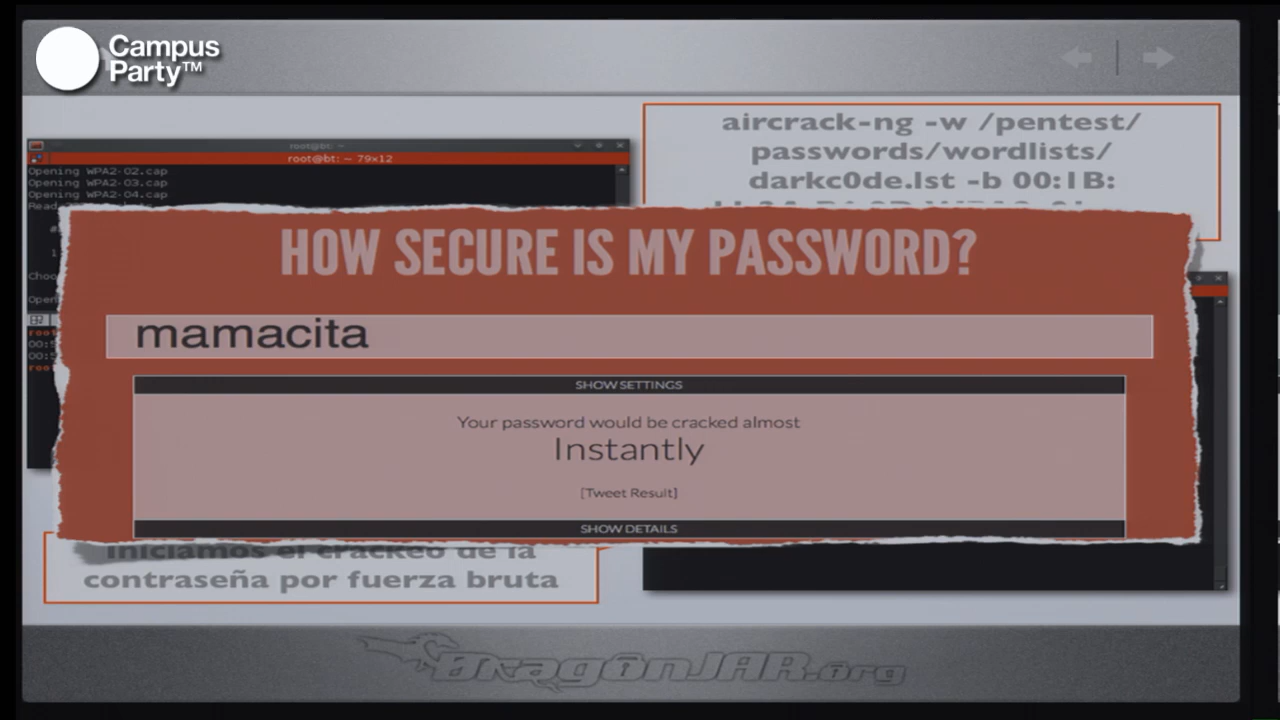 Campus
Party™
root@bt: ~
root@bt: ~ 79x12
Opening WPA2-02.cap
Opening WPA2-03.cap
Opening WPA2-04.cap
Read
aircrack-ng -w /pentest/
passwords/wordlists/
darkc0de.lst -b 00:1B:
HOW SECURE IS MY PASSWORD?
mamacita
SHOW SETTINGS
Your password would be cracked almost
Instantly
[Tweet Result]
SHOW DETAILS
Iniciamos el crackeo de la
contraseña por fuerza bruta
DragonJAR.org